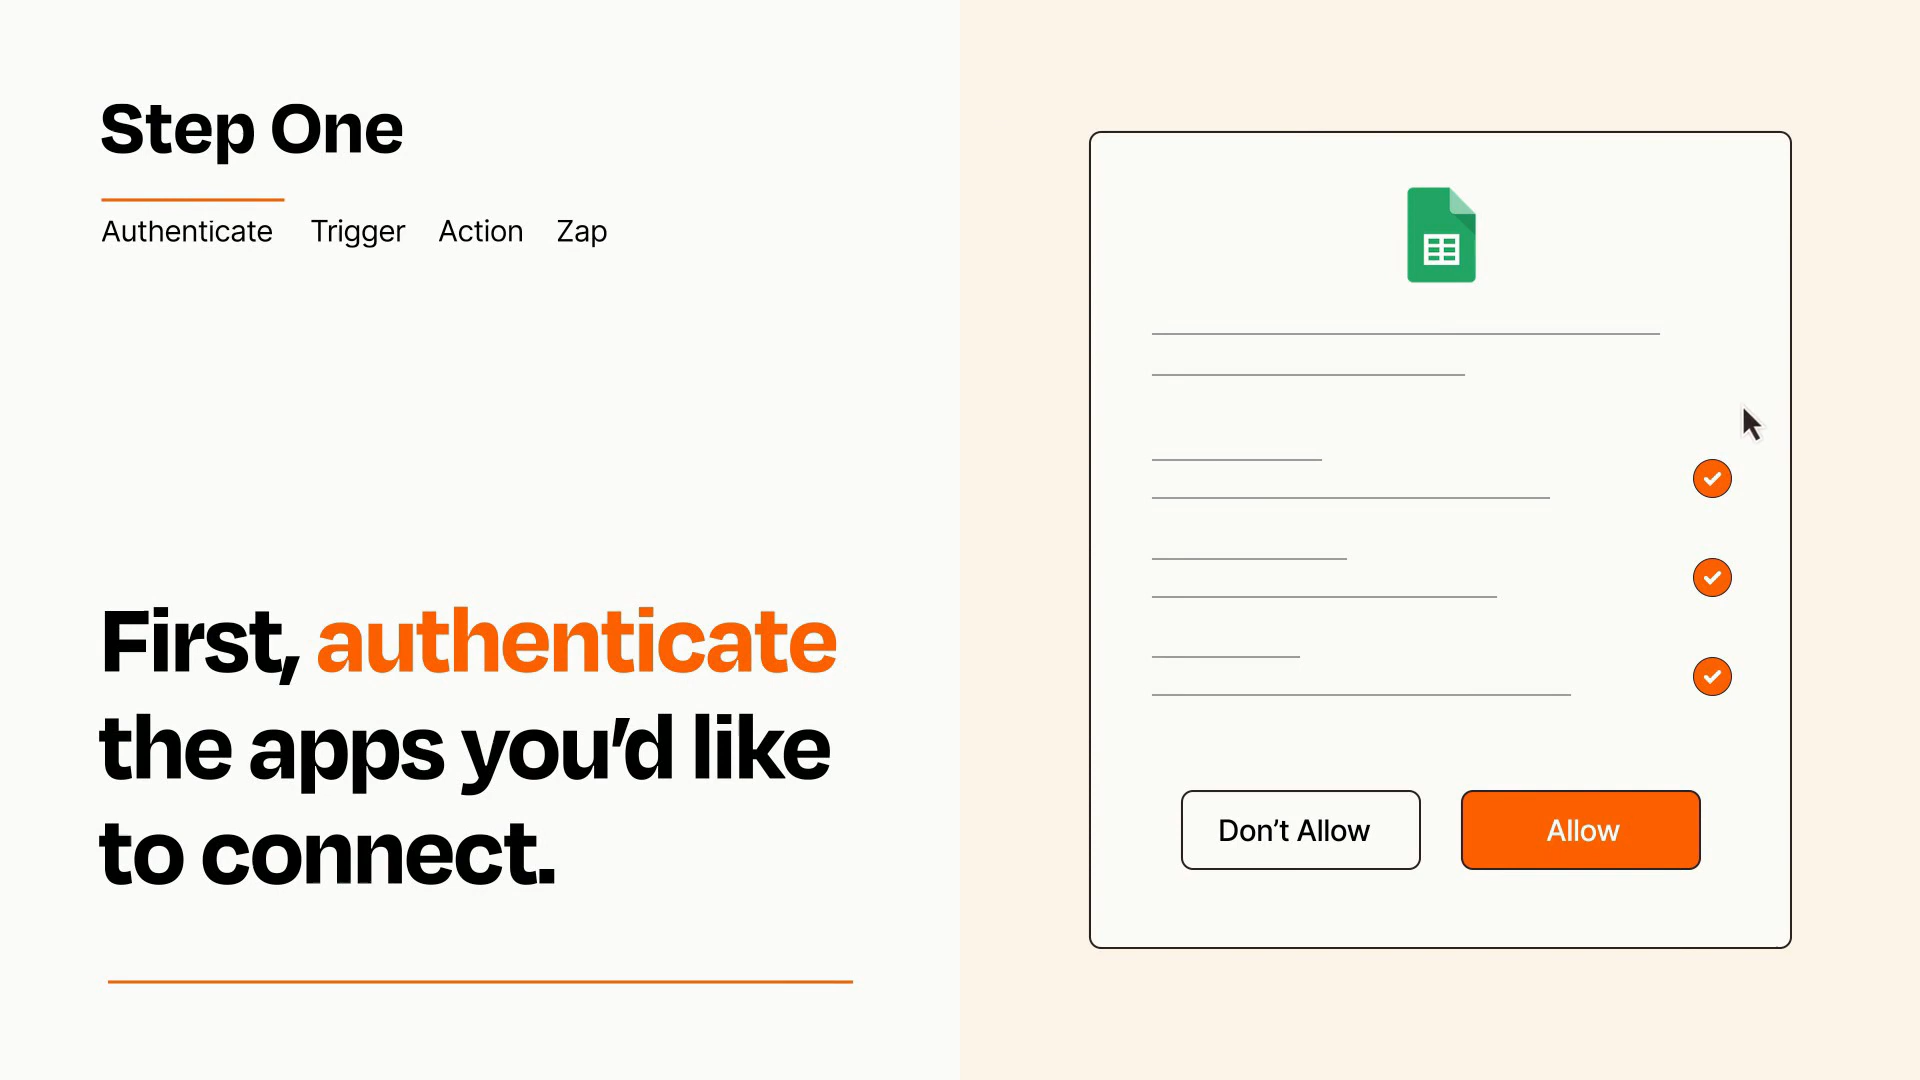 Step One
Authenticate Trigger Action Zap
First, authenticate
the apps you’d like
to connect.
Don’t Allow Allow